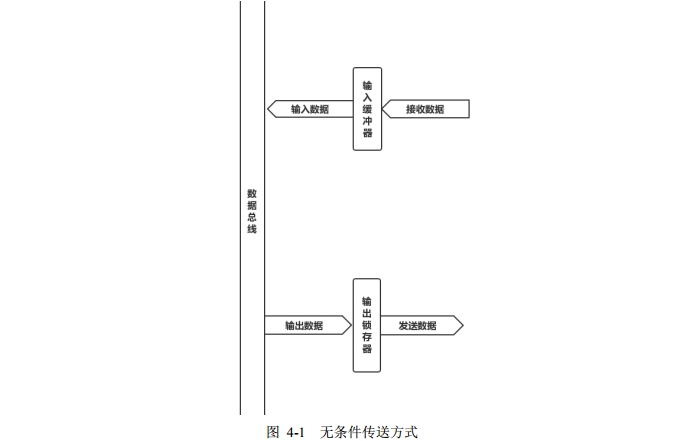 输入缓冲器
输入数据
接收数据
数据总线
输出锁存器
输出数据
发送数据
图 4-1 无条件传送方式